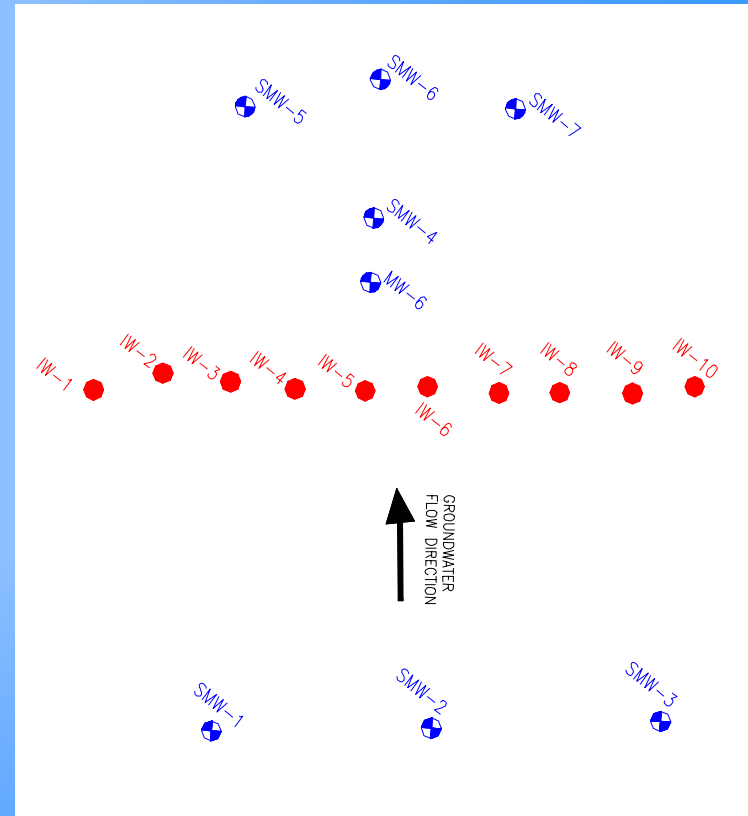 SMW-6
SMW-5
SMW-7
SMW-4
MW-6
IW-1
IW-2
IW-3
IW-4
IW-5
IW-6
IW-7
IW-8
IW-9
IW-10
GROUNDWATER
FLOW DIRECTION
SMW-1
SMW-2
SMW-3